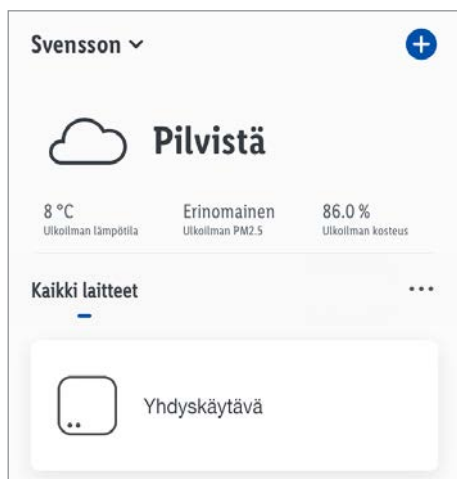 Svensson
Pilvistä
8 °C Erinomainen 86.0 %
Ulkoilman lämpötila Ulkoilman PM2.5 Ulkoilman kosteus
Kaikki laitteet
Yhdyskäytävä